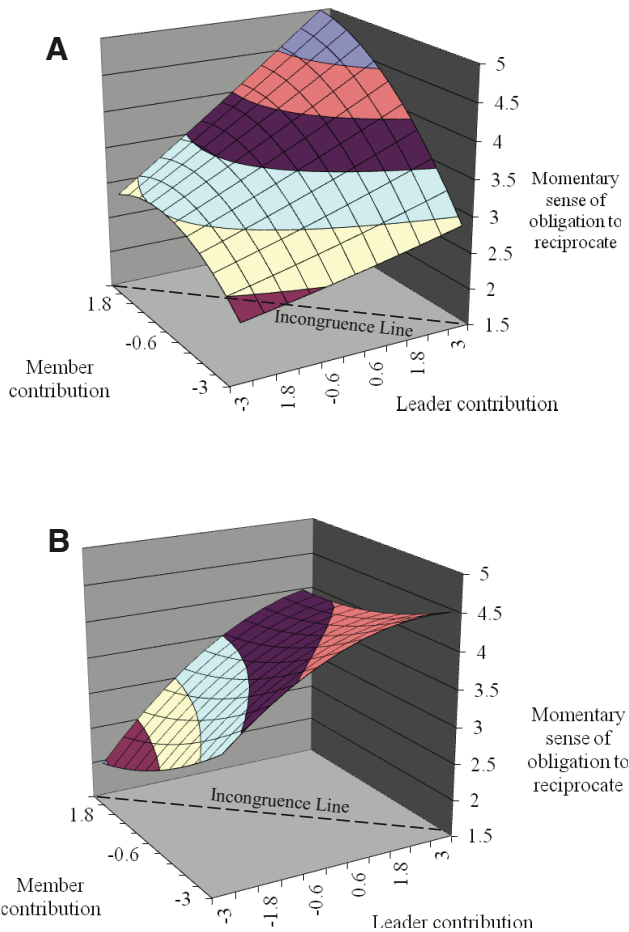 A
5
4.5
4
3.5
3
2.5
2
1.5
Momentary
sense of
obligation to
reciprocate
Incongruence Line
1.8
-0.6
-3
Member
contribution
-3
1.8
-0.6
0.6
1.8
3
Leader contribution
B
5
4.5
4
3.5
3
2.5
2
1.5
Momentary
sense of
obligation to
reciprocate
Incongruence Line
1.8
-0.6
-3
Member
contribution
-3
-1.8
-0.6
0.6
1.8
3
Leader contribution